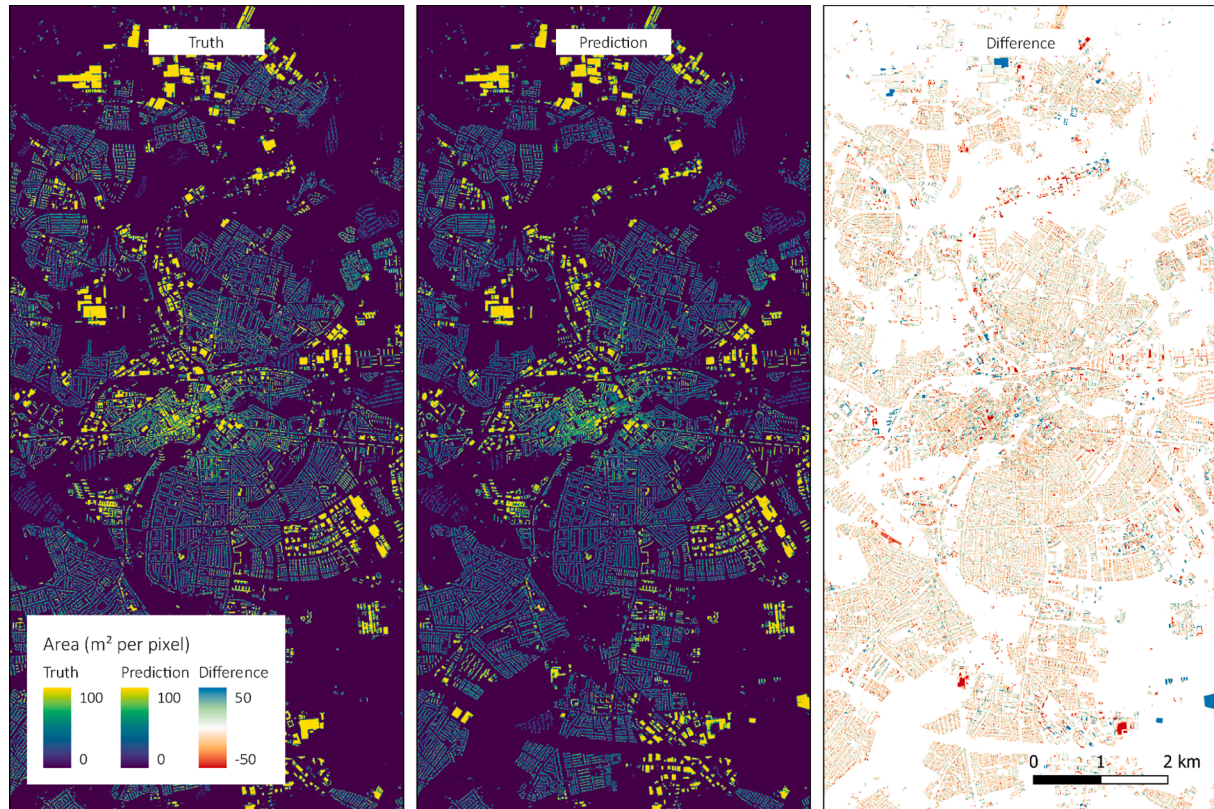 Truth
Prediction
Difference
Area (m² per pixel)
Truth Prediction Difference
100 100 50
0 0 -50
0 1 2 km